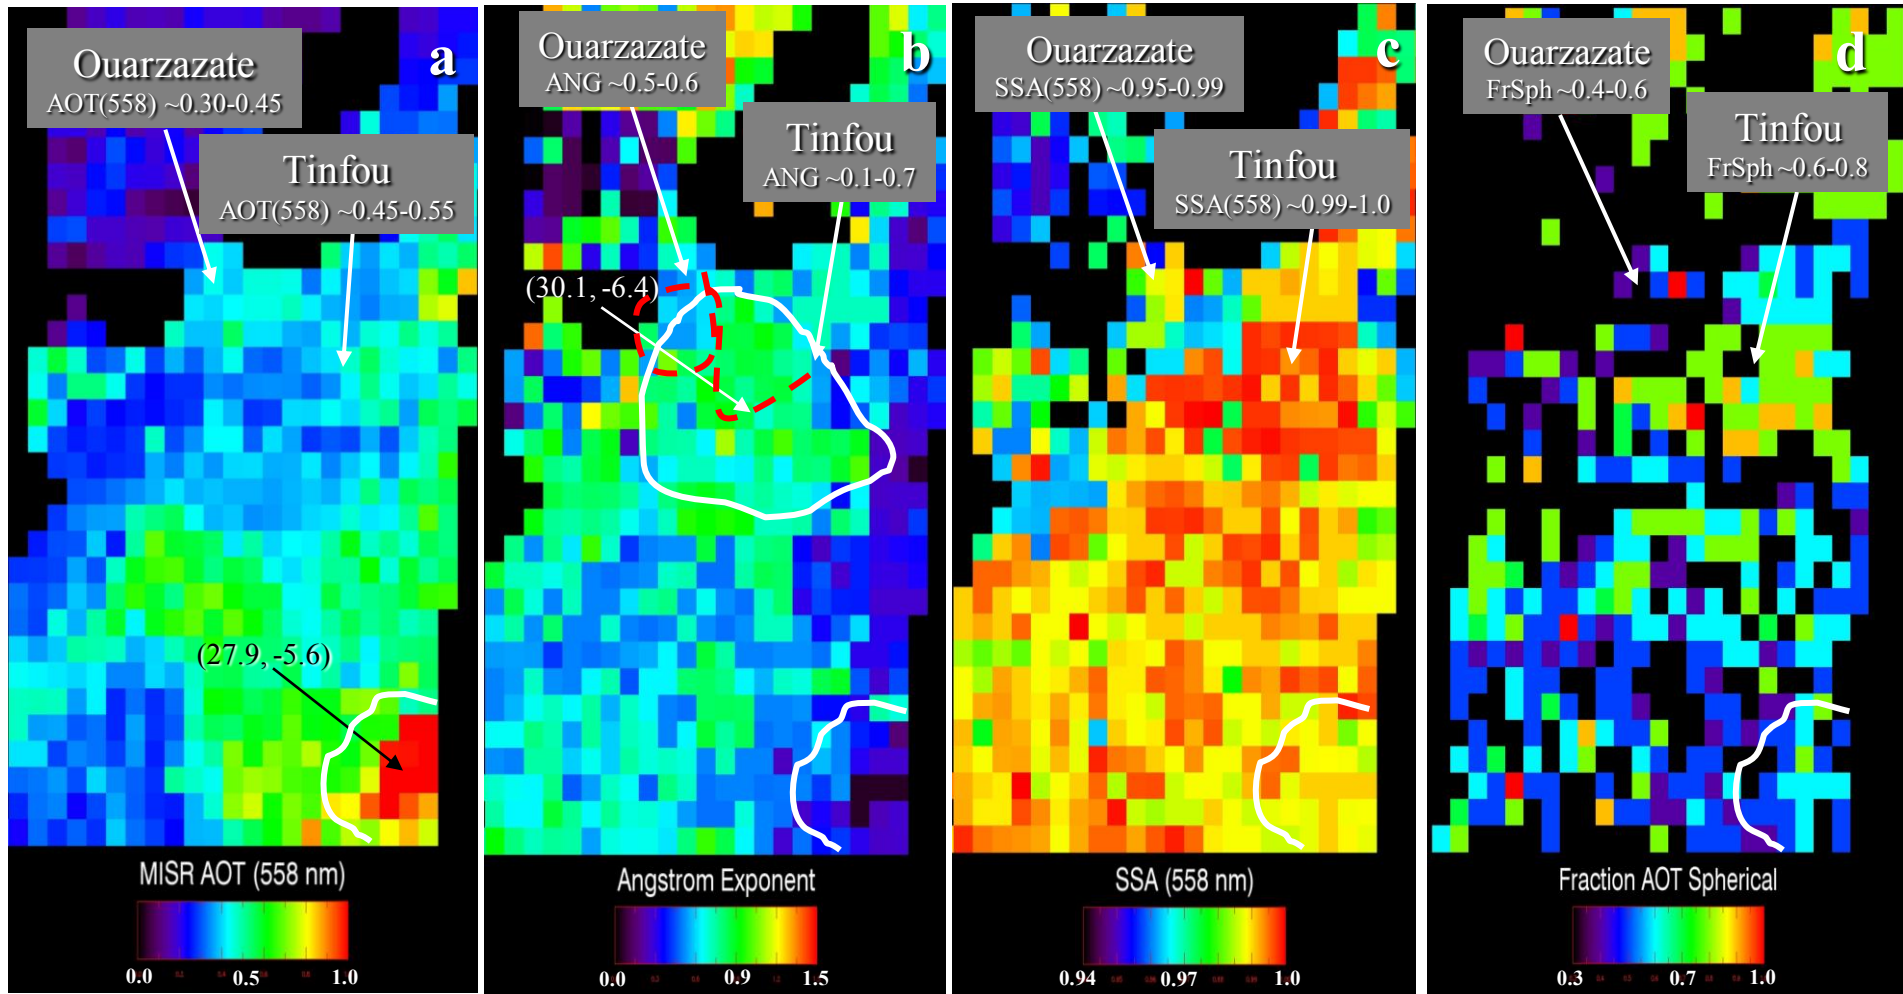 a
Ouarzazate
AOT(558) ~0.30-0.45
Tinfou
AOT(558) ~0.45-0.55
(27.9, -5.6)
MISR AOT (558 nm)
0.0 0.5 1.0
b
Ouarzazate
ANG ~0.5-0.6
Tinfou
ANG ~0.1-0.7
(30.1, -6.4)
Angstrom Exponent
0.0 0.9 1.5
c
Ouarzazate
SSA(558) ~0.95-0.99
Tinfou
SSA(558) ~0.99-1.0
SSA (558 nm)
0.94 0.97 1.0
d
Ouarzazate
FrSph ~0.4-0.6
Tinfou
FrSph ~0.6-0.8
Fraction AOT Spherical
0.3 0.7 1.0